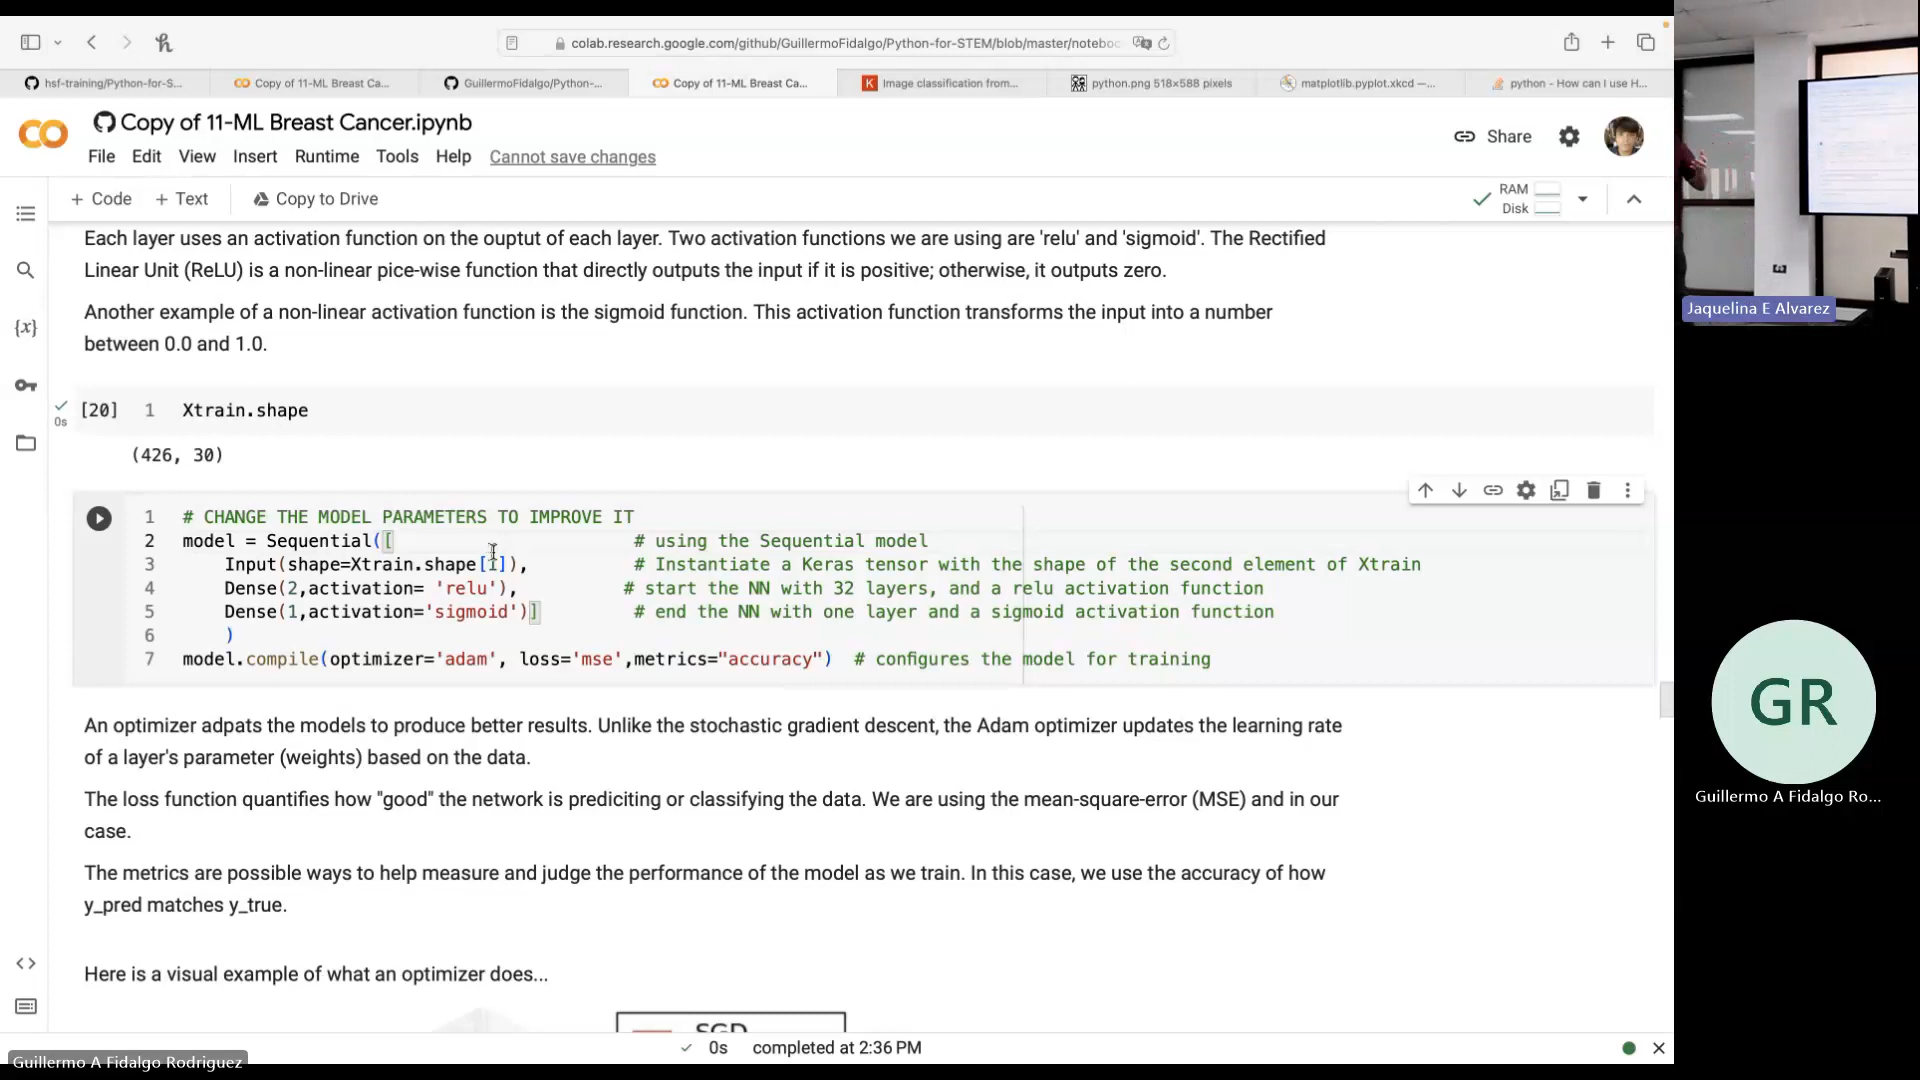 colab.research.google.com/github/GuillermoFidalgo/Python-for-STEM/blob/master/noteboo
hsf-training/Python-for-S...
Copy of 11-ML Breast Ca...
GuillermoFidalgo/Python-...
Copy of 11-ML Breast Ca...
Image classification from...
python.png 518×588 pixels
matplotlib.pyplot.xkcd —...
python - How can I use H...
Copy of 11-ML Breast Cancer.ipynb
Share
File Edit View Insert Runtime Tools Help Cannot save changes
+ Code + Text Copy to Drive
RAM
Disk
Each layer uses an activation function on the ouptut of each layer. Two activation functions we are using are 'relu' and 'sigmoid'. The Rectified
Linear Unit (ReLU) is a non-linear pice-wise function that directly outputs the input if it is positive; otherwise, it outputs zero.
Another example of a non-linear activation function is the sigmoid function. This activation function transforms the input into a number
between 0.0 and 1.0.
[20] 1 Xtrain.shape
0s
(426, 30)
1 # CHANGE THE MODEL PARAMETERS TO IMPROVE IT
2 model = Sequential([ # using the Sequential model
3 Input(shape=Xtrain.shape[1]), # Instantiate a Keras tensor with the shape of the second element of Xtrain
4 Dense(2,activation= 'relu'), # start the NN with 32 layers, and a relu activation function
5 Dense(1,activation='sigmoid')] # end the NN with one layer and a sigmoid activation function
6 )
7 model.compile(optimizer='adam', loss='mse',metrics="accuracy") # configures the model for training
An optimizer adpats the models to produce better results. Unlike the stochastic gradient descent, the Adam optimizer updates the learning rate
of a layer's parameter (weights) based on the data.
The loss function quantifies how "good" the network is prediciting or classifying the data. We are using the mean-square-error (MSE) and in our
case.
The metrics are possible ways to help measure and judge the performance of the model as we train. In this case, we use the accuracy of how
y_pred matches y_true.
Here is a visual example of what an optimizer does...
SGD
0s completed at 2:36 PM
Guillermo A Fidalgo Rodriguez
Jaquelina E Alvarez
GR
Guillermo A Fidalgo Ro...